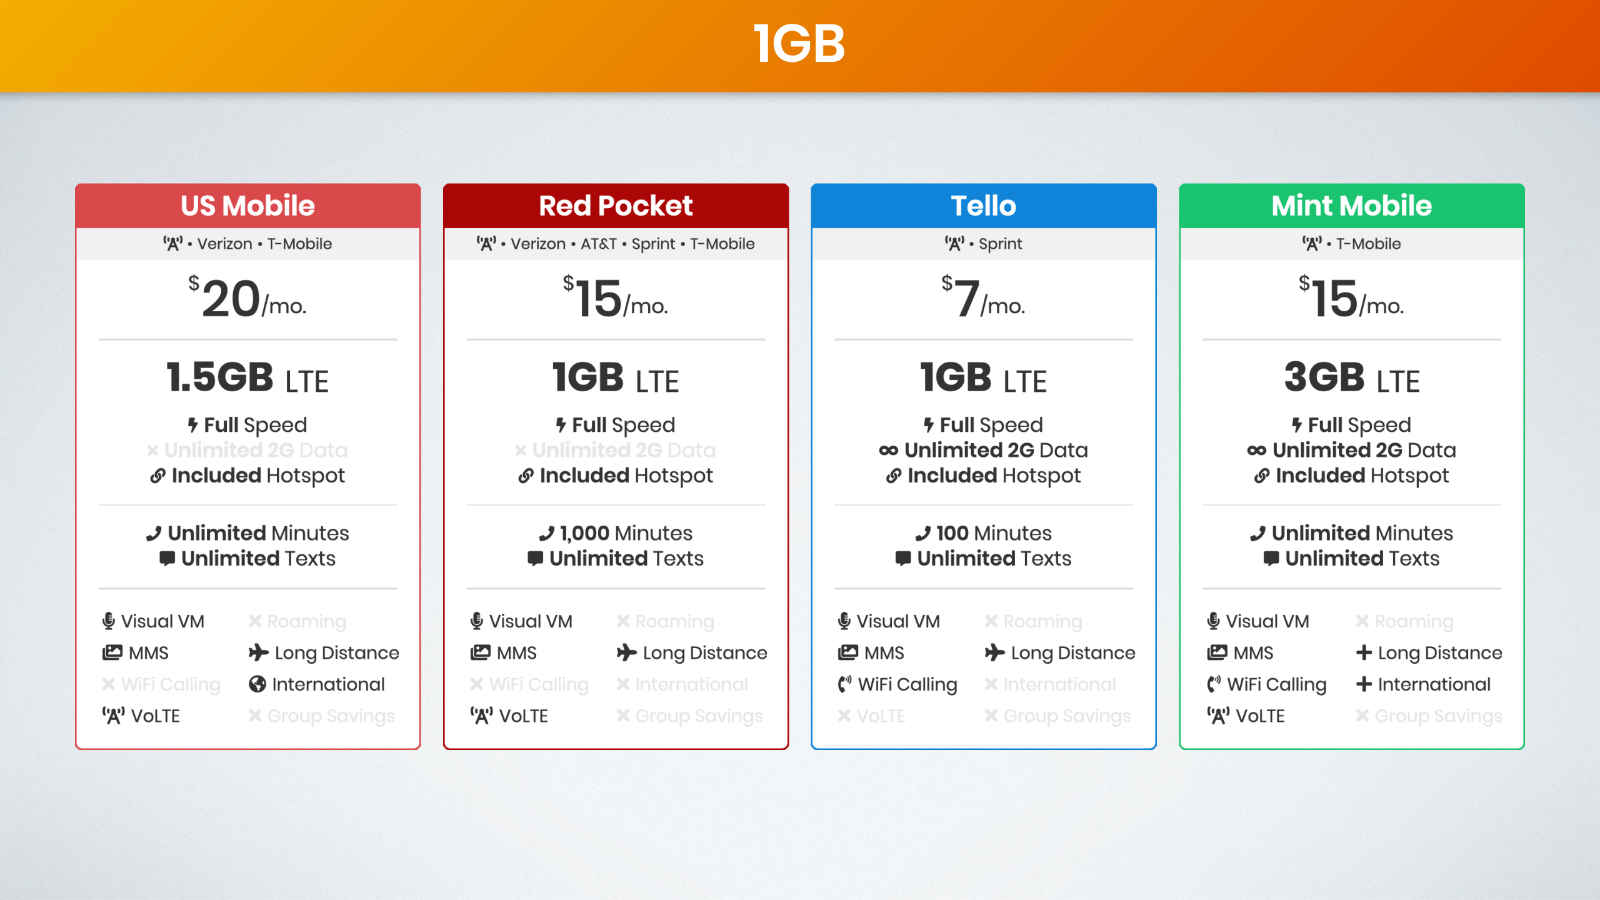 1GB
US Mobile
• Verizon • T-Mobile
$20/mo.
1.5GB LTE
Full Speed
Unlimited 2G Data
Included Hotspot
Unlimited Minutes
Unlimited Texts
Visual VM Roaming
MMS Long Distance
WiFi Calling International
VoLTE Group Savings
Red Pocket
• Verizon • AT&T • Sprint • T-Mobile
$15/mo.
1GB LTE
Full Speed
Unlimited 2G Data
Included Hotspot
1,000 Minutes
Unlimited Texts
Visual VM Roaming
MMS Long Distance
WiFi Calling International
VoLTE Group Savings
Tello
• Sprint
$7/mo.
1GB LTE
Full Speed
Unlimited 2G Data
Included Hotspot
100 Minutes
Unlimited Texts
Visual VM Roaming
MMS Long Distance
WiFi Calling International
VoLTE Group Savings
Mint Mobile
• T-Mobile
$15/mo.
3GB LTE
Full Speed
Unlimited 2G Data
Included Hotspot
Unlimited Minutes
Unlimited Texts
Visual VM Roaming
MMS Long Distance
WiFi Calling International
VoLTE Group Savings